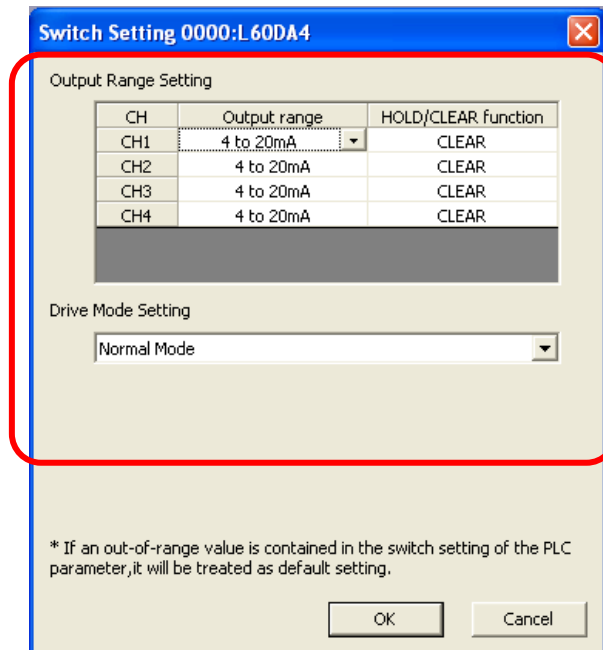 Switch Setting 0000:L60DA4
Output Range Setting
CH Output range HOLD/CLEAR function
CH1 4 to 20mA CLEAR
CH2 4 to 20mA CLEAR
CH3 4 to 20mA CLEAR
CH4 4 to 20mA CLEAR
Drive Mode Setting
Normal Mode
* If an out-of-range value is contained in the switch setting of the PLC
parameter,it will be treated as default setting.
OK Cancel